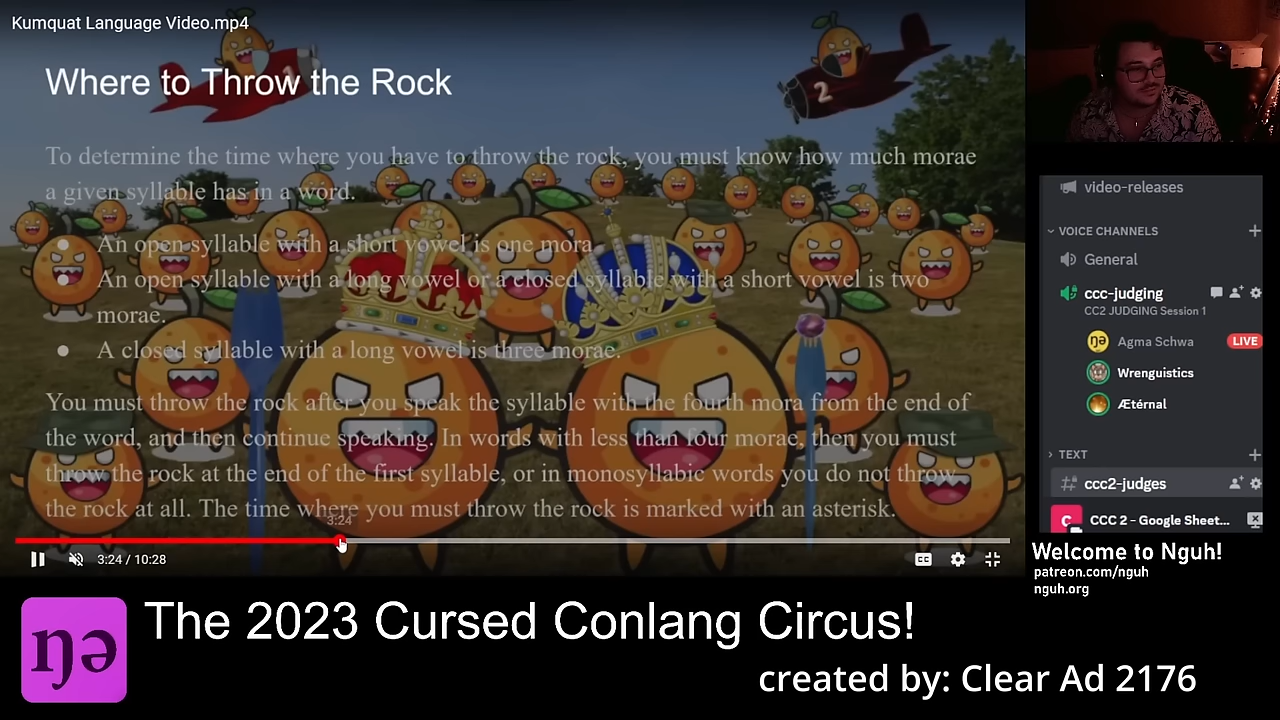 Kumquat Language Video.mp4
Where to Throw the Rock
1
2
To determine the time where you have to throw the rock, you must know how much morae
a given syllable has in a word.
● An open syllable with a short vowel is one mora.
● An open syllable with a long vowel or a closed syllable with a short vowel is two
morae.
● A closed syllable with a long vowel is three morae.
You must throw the rock after you speak the syllable with the fourth mora from the end of
the word, and then continue speaking. In words with less than four morae, then you must
throw the rock at the end of the first syllable, or in monosyllabic words you do not throw
the rock at all. The time where you must throw the rock is marked with an asterisk.
3:24
3:24 / 10:28
CC
video-releases
VOICE CHANNELS
General
ccc-judging
CC2 JUDGING Session 1
ŋə Agma Schwa LIVE
Wrenguistics
Ætérnal
TEXT
ccc2-judges
C CCC 2 - Google Sheet...
Welcome to Nguh!
patreon.com/nguh
nguh.org
ŋə
The 2023 Cursed Conlang Circus!
created by: Clear Ad 2176